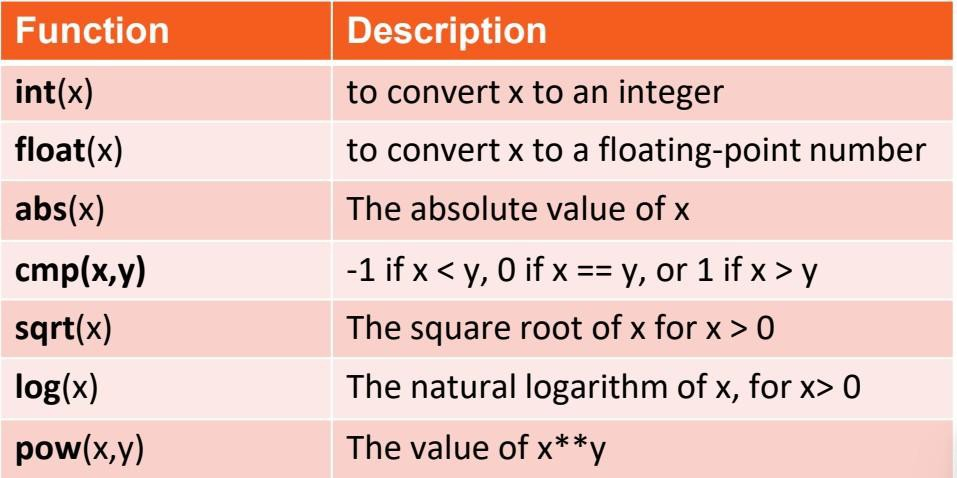 Function Description
int(x) to convert x to an integer
float(x) to convert x to a floating-point number
abs(x) The absolute value of x
cmp(x,y) -1 if x < y, 0 if x == y, or 1 if x > y
sqrt(x) The square root of x for x > 0
log(x) The natural logarithm of x, for x> 0
pow(x,y) The value of x**y